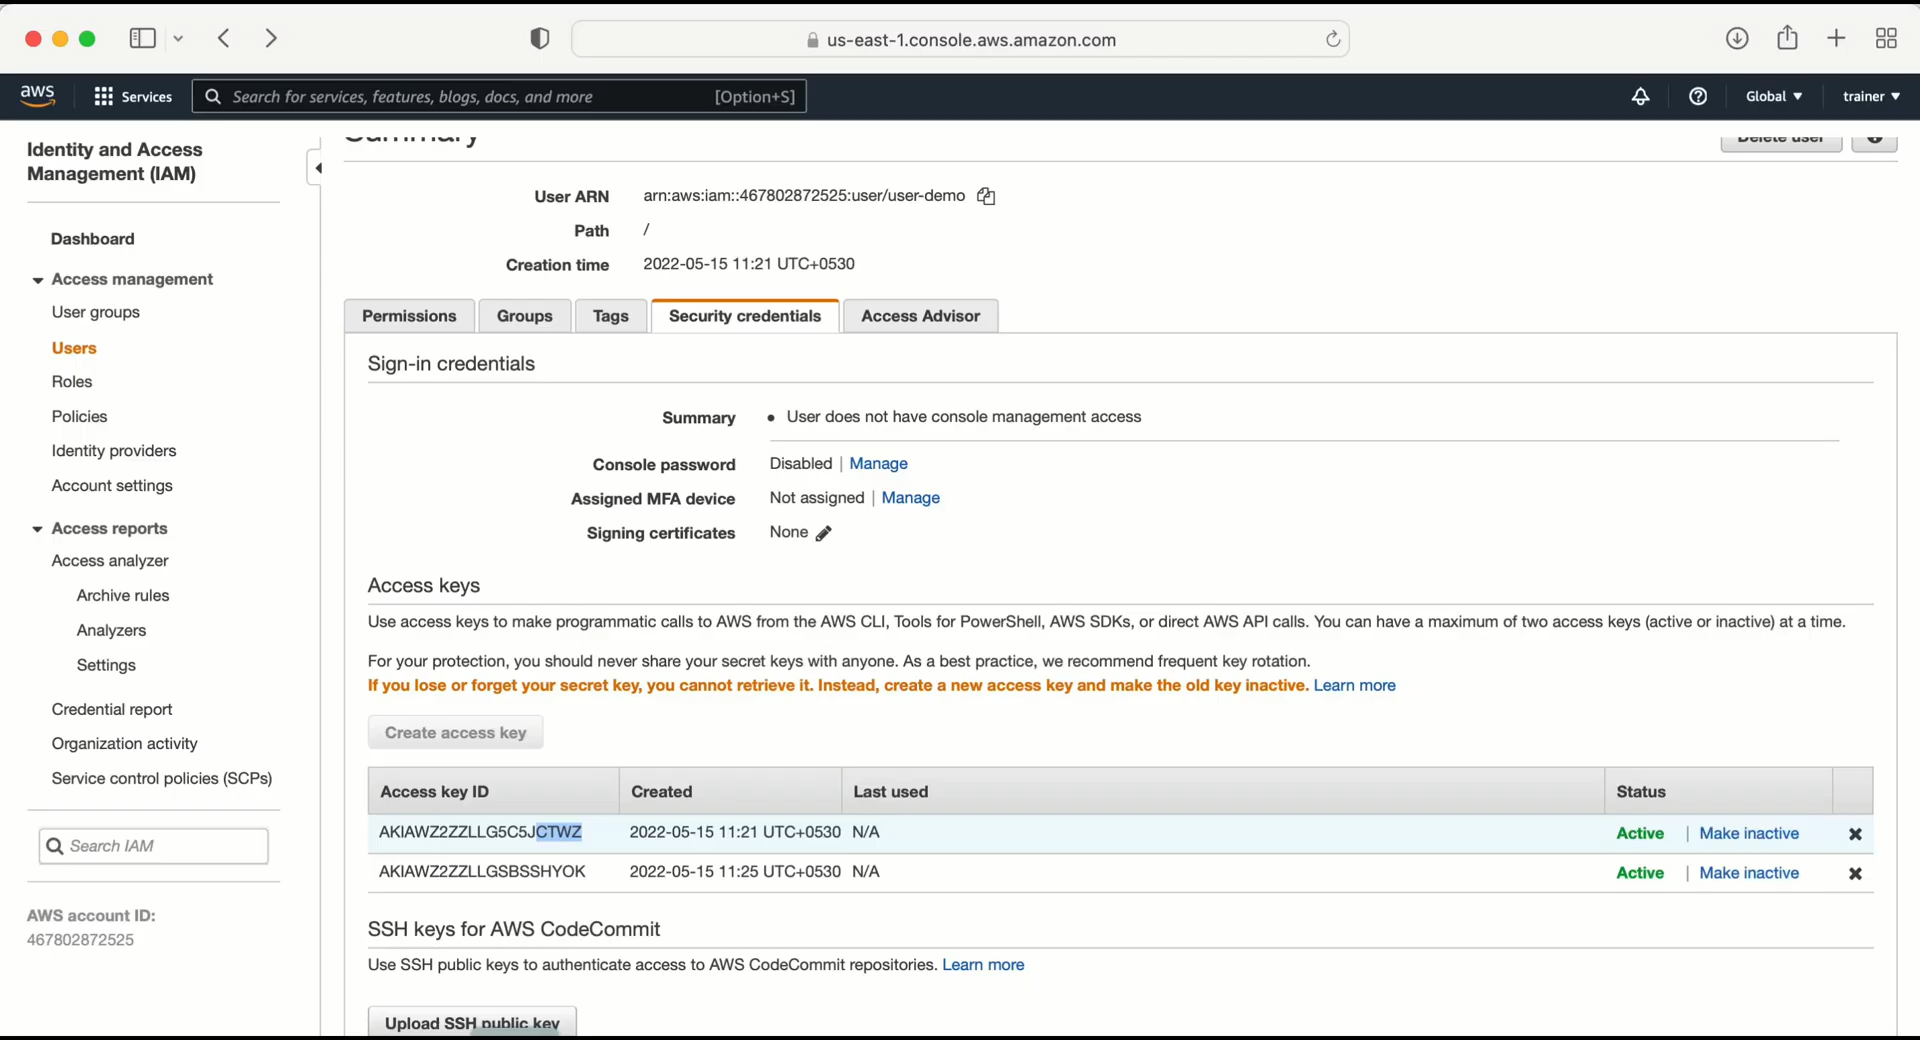 us-east-1.console.aws.amazon.com
aws
Services
Search for services, features, blogs, docs, and more
[Option+S]
Global
trainer
Identity and Access
Management (IAM)
Dashboard
Access management
User groups
Users
Roles
Policies
Identity providers
Account settings
Access reports
Access analyzer
Archive rules
Analyzers
Settings
Credential report
Organization activity
Service control policies (SCPs)
Search IAM
AWS account ID:
467802872525
Summary
Delete user
User ARN arn:aws:iam::467802872525:user/user-demo
Path /
Creation time 2022-05-15 11:21 UTC+0530
Permissions Groups Tags Security credentials Access Advisor
Sign-in credentials
Summary • User does not have console management access
Console password Disabled | Manage
Assigned MFA device Not assigned | Manage
Signing certificates None
Access keys
Use access keys to make programmatic calls to AWS from the AWS CLI, Tools for PowerShell, AWS SDKs, or direct AWS API calls. You can have a maximum of two access keys (active or inactive) at a time.
For your protection, you should never share your secret keys with anyone. As a best practice, we recommend frequent key rotation.
If you lose or forget your secret key, you cannot retrieve it. Instead, create a new access key and make the old key inactive. Learn more
Create access key
Access key ID Created Last used Status
AKIAWZ2ZZLLG5C5JCTWZ 2022-05-15 11:21 UTC+0530 N/A Active | Make inactive
AKIAWZ2ZZLLGSBSSHYOK 2022-05-15 11:25 UTC+0530 N/A Active | Make inactive
SSH keys for AWS CodeCommit
Use SSH public keys to authenticate access to AWS CodeCommit repositories. Learn more
Upload SSH public key